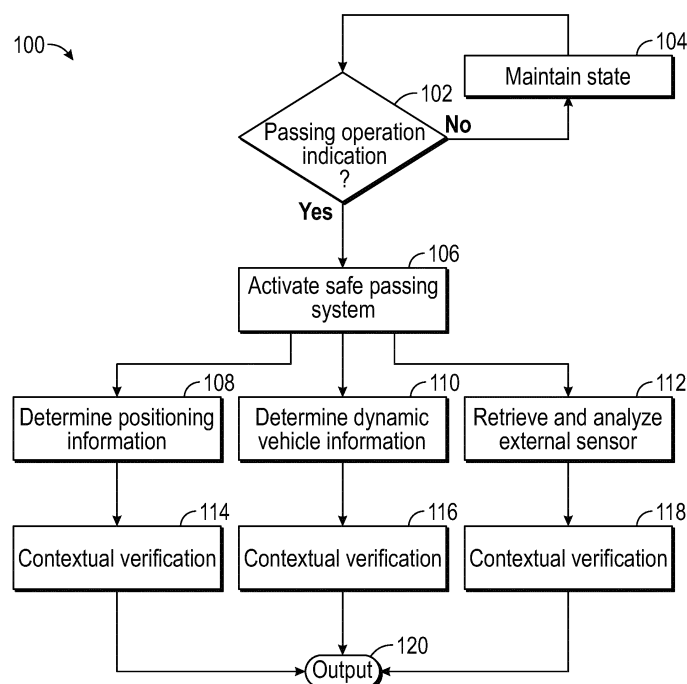 100
104
Maintain state
102
Passing operation
indication
?
No
Yes
106
Activate safe passing
system
108
Determine positioning
information
110
Determine dynamic
vehicle information
112
Retrieve and analyze
external sensor
114
Contextual verification
116
Contextual verification
118
Contextual verification
120
Output